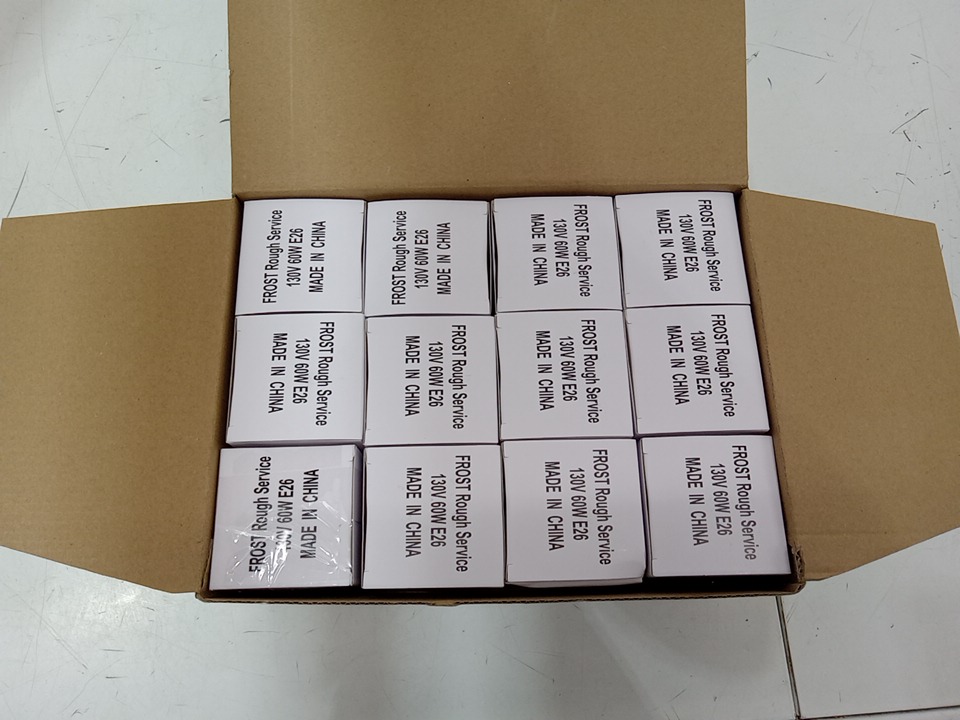 FROST Rough Service
130V 60W E26
MADE IN CHINA
FROST Rough Service
130V 60W E26
MADE IN CHINA
FROST Rough Service
130V 60W E26
MADE IN CHINA
FROST Rough Service
130V 60W E26
MADE IN CHINA
FROST Rough Service
130V 60W E26
MADE IN CHINA
FROST Rough Service
130V 60W E26
MADE IN CHINA
FROST Rough Service
130V 60W E26
MADE IN CHINA
FROST Rough Service
130V 60W E26
MADE IN CHINA
FROST Rough Service
130V 60W E26
MADE IN CHINA
FROST Rough Service
130V 60W E26
MADE IN CHINA
FROST Rough Service
130V 60W E26
MADE IN CHINA
FROST Rough Service
130V 60W E26
MADE IN CHINA